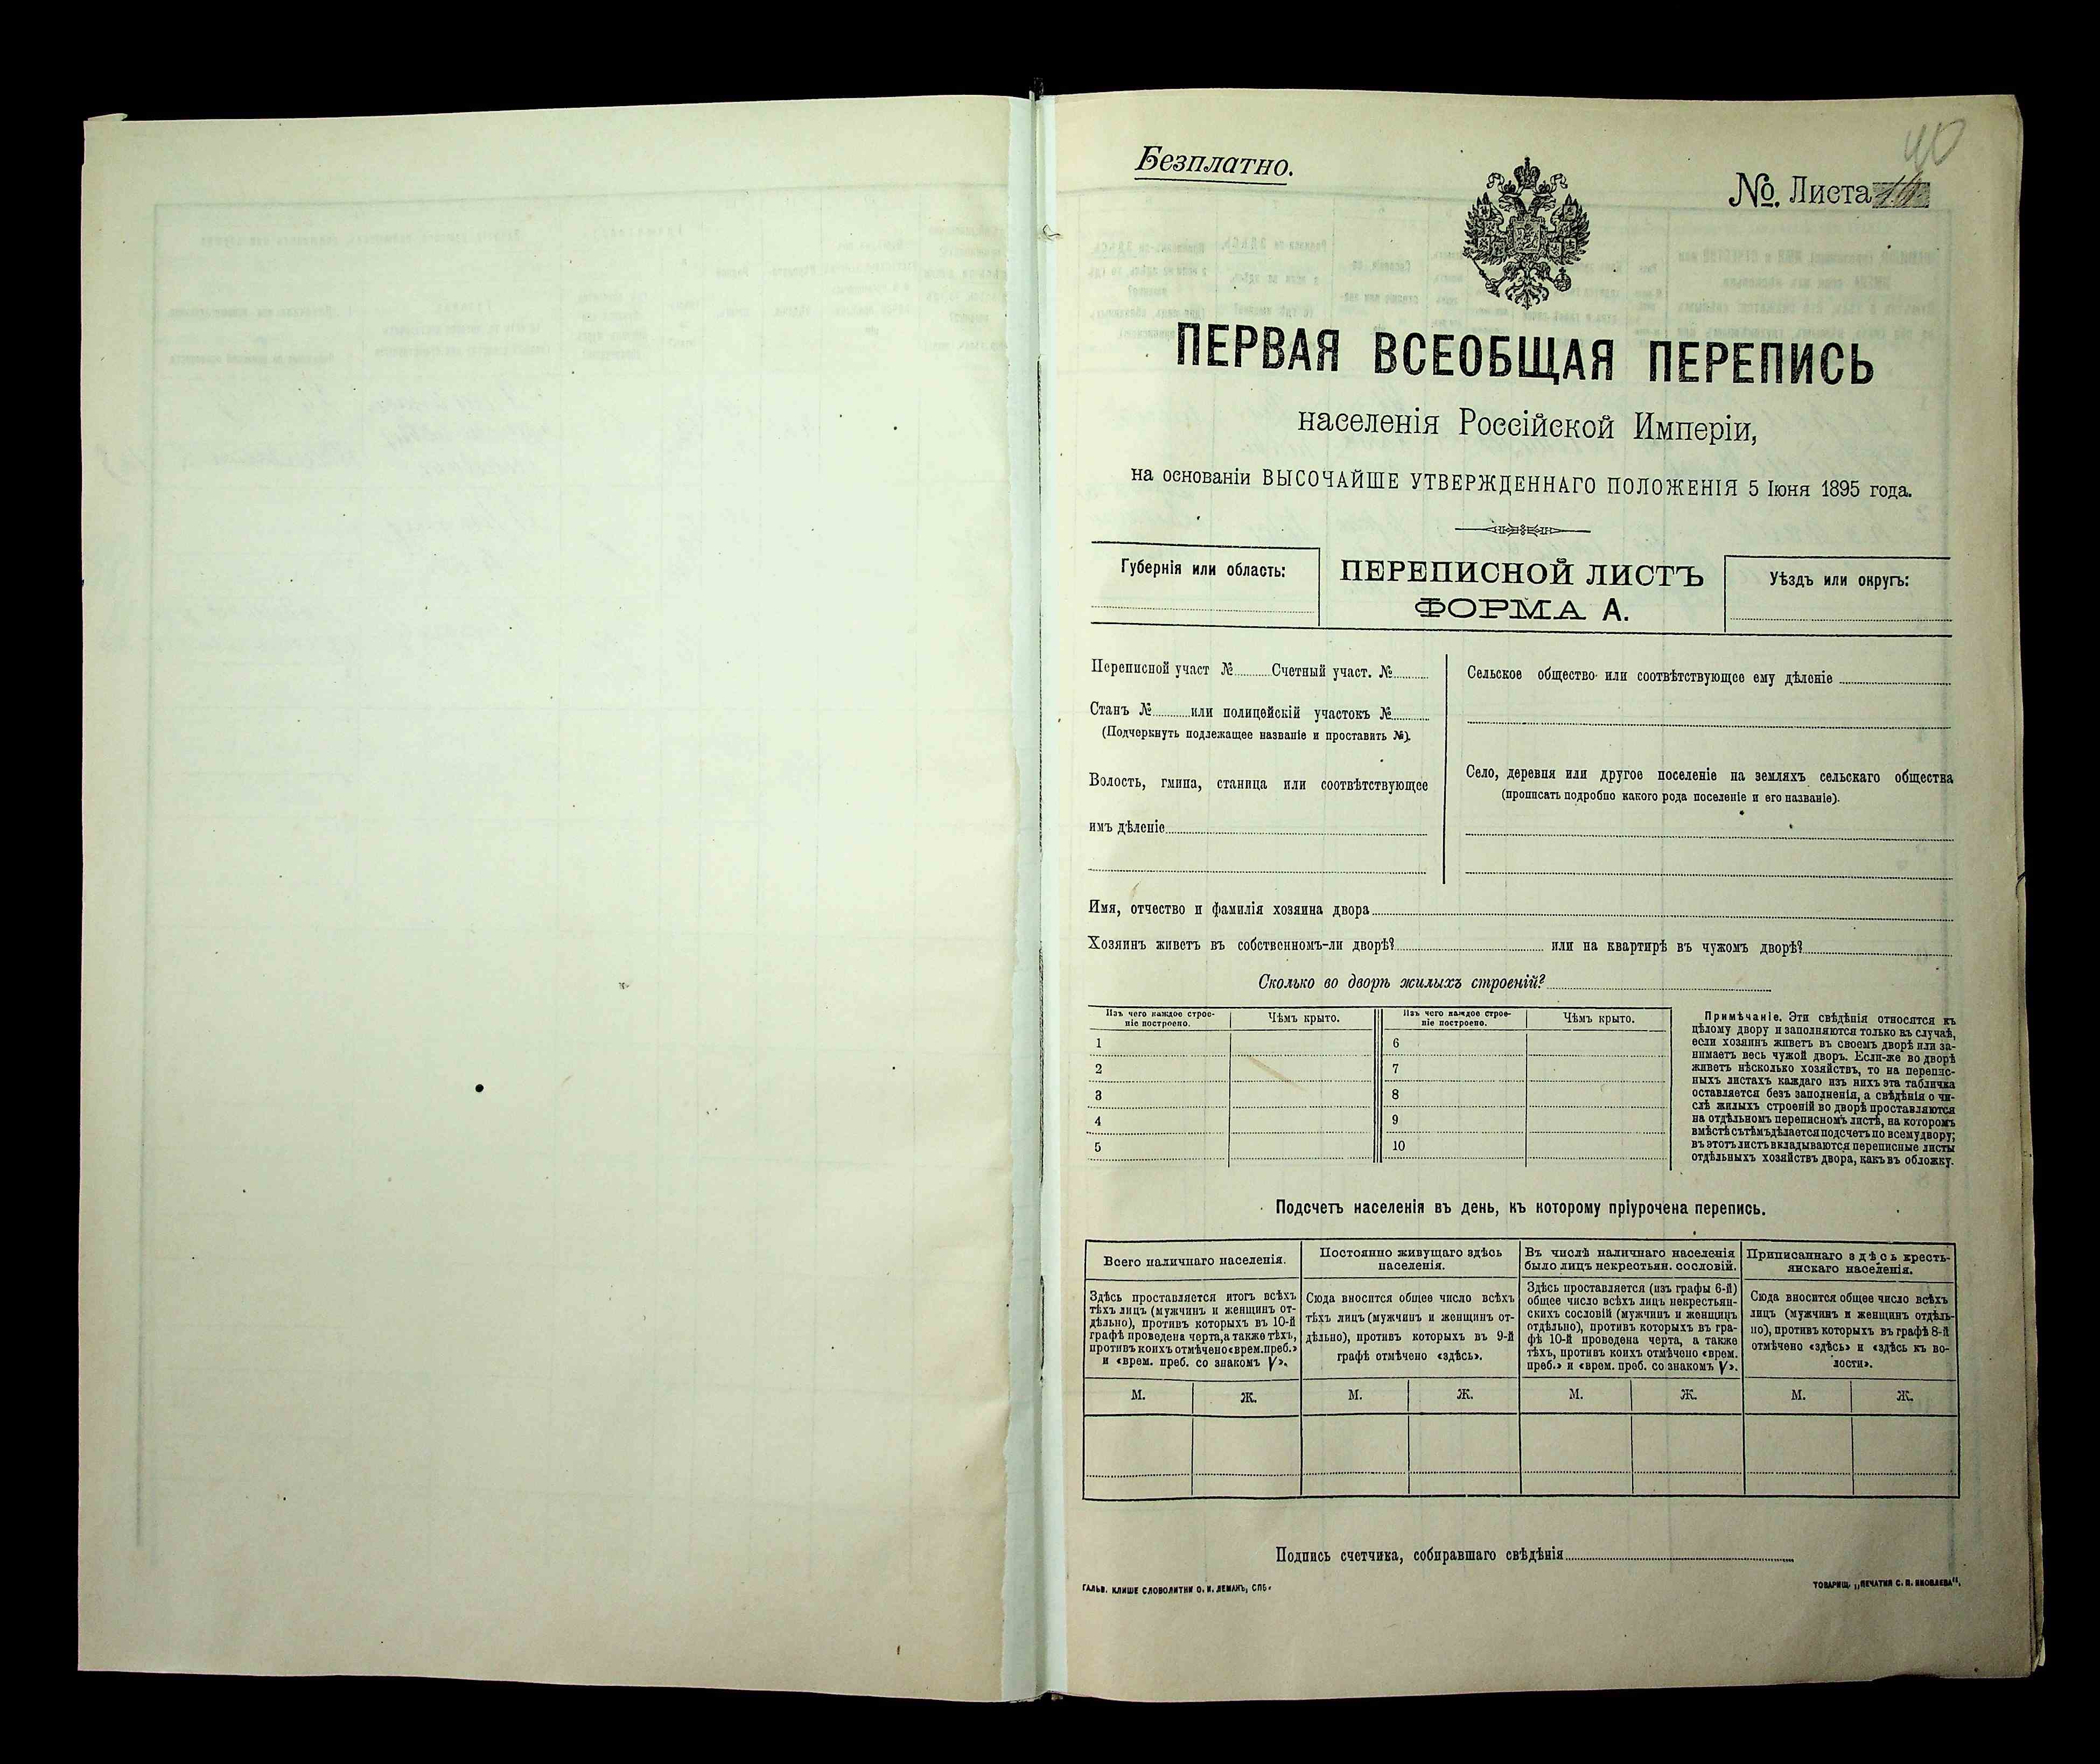 40
Безплатно.
№. Листа
ПЕРВАЯ ВСЕОБЩАЯ ПЕРЕПИСЬ
населенія Россійской Имперіи,
на основаніи ВЫСОЧАЙШЕ УТВЕРЖДЕННАГО ПОЛОЖЕНІЯ 5 Іюня 1895 года.
Губернія или область:
ПЕРЕПИСНОЙ ЛИСТЪ
ФОРМА А.
Уѣздъ или округъ:
Переписной участ № Счетный участ. №
Станъ № или полицейскій участокъ №
(Подчеркнуть подлежащее названіе и проставить №).
Волость, гмина, станица или соотвѣтствующее
имъ дѣленіе
Сельское общество или соотвѣтствующее ему дѣленіе
Село, деревня или другое поселеніе на земляхъ сельскаго общества
(прописать подробно какого рода поселеніе и его названіе).
Имя, отчество и фамилія хозяина двора
Хозяинъ живетъ въ собственномъ-ли дворѣ? или на квартирѣ въ чужомъ дворѣ?
Сколько во дворѣ жилыхъ строеній?
Изъ чего каждое строе-
ніе построено.
Чѣмъ крыто.
Изъ чего каждое строе-
ніе построено.
Чѣмъ крыто.
1
2
3
4
5
6
7
8
9
10
Примѣчаніе. Эти свѣдѣнія относятся къ
цѣлому двору и заполняются только въ случаѣ,
если хозяинъ живетъ въ своемъ дворѣ или за-
нимаетъ весь чужой дворъ. Если-же во дворѣ
живетъ нѣсколько хозяйствъ, то на перепис-
ныхъ листахъ каждаго изъ нихъ эта табличка
оставляется безъ заполненія, а свѣдѣнія о чи-
слѣ жилыхъ строеній во дворѣ проставляются
на отдѣльномъ переписномъ листѣ, на которомъ
вмѣстѣ съ тѣмъ дѣлается подсчетъ по всему двору;
въ этотъ листъ вкладываются переписные листы
отдѣльныхъ хозяйствъ двора, какъ въ обложку.
Подсчетъ населенія въ день, къ которому пріурочена перепись.
Всего наличнаго населенія.
Здѣсь проставляется итогъ всѣхъ
тѣхъ лицъ (мужчинъ и женщинъ от-
дѣльно), противъ которыхъ въ 10-й
графѣ проведена черта, а также тѣхъ,
противъ коихъ отмѣчено «врем. преб.»
и «врем. преб. со знакомъ V».
Постоянно живущаго здѣсь
населенія.
Сюда вносится общее число всѣхъ
тѣхъ лицъ (мужчинъ и женщинъ от-
дѣльно), противъ которыхъ въ 9-й
графѣ отмѣчено «здѣсь».
Въ числѣ наличнаго населенія
было лицъ некрестьян. сословій.
Здѣсь проставляется (изъ графы 6-й)
общее число всѣхъ лицъ некрестьян-
скихъ сословій (мужчинъ и женщинъ
отдѣльно), противъ которыхъ въ гра-
фѣ 10-й проведена черта, а также
тѣхъ, противъ коихъ отмѣчено «врем.
преб.» и «врем. преб. со знакомъ V».
Приписаннаго здѣсь кресть-
янскаго населенія.
Сюда вносится общее число всѣхъ
лицъ (мужчинъ и женщинъ отдѣль-
но), противъ которыхъ въ графѣ 8-й
отмѣчено «здѣсь» и «здѣсь къ во-
лости».
М. Ж. М. Ж. М. Ж. М. Ж.
Подпись счетчика, собиравшаго свѣдѣнія
ГАЛЬВ. КЛИШЕ СЛОВОЛИТНИ О. И. ЛЕМАНЪ, СПБ.
ТОВАРИЩ. „ПЕЧАТНЯ С. П. ЯКОВЛЕВА“.